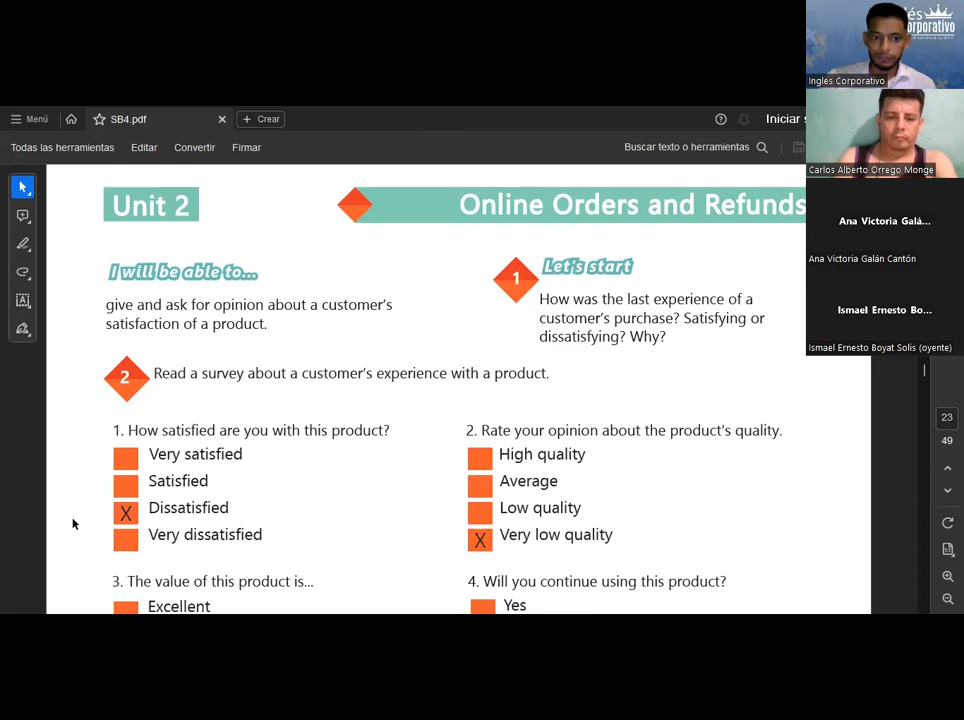 Menú
SB4.pdf
Crear
Iniciar s
Todas las herramientas
Editar
Convertir
Firmar
Buscar texto o herramientas
Unit 2
Online Orders and Refunds
I will be able to...
give and ask for opinion about a customer's
satisfaction of a product.
1
Let's start
How was the last experience of a
customer's purchase? Satisfying or
dissatisfying? Why?
2
Read a survey about a customer's experience with a product.
1. How satisfied are you with this product?
Very satisfied
Satisfied
X Dissatisfied
Very dissatisfied
2. Rate your opinion about the product's quality.
High quality
Average
Low quality
X Very low quality
3. The value of this product is...
Excellent
4. Will you continue using this product?
Yes
23
49
és
orporativo
Ingles Corporativo
Carlos Alberto Orrego Monge
Ana Victoria Galá...
Ana Victoria Galán Cantón
Ismael Ernesto Bo...
Ismael Ernesto Boyat Solis (oyente)